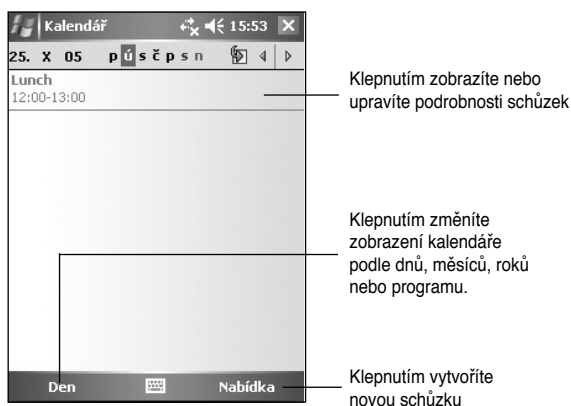 Kalendář 15:53
25. X 05 p ú s č p s n
Lunch
12:00-13:00
Klepnutím zobrazíte nebo
upravíte podrobnosti schůzek
Klepnutím změníte
zobrazení kalendáře
podle dnů, měsíců, roků
nebo programu.
Den Nabídka
Klepnutím vytvoříte
novou schůzku